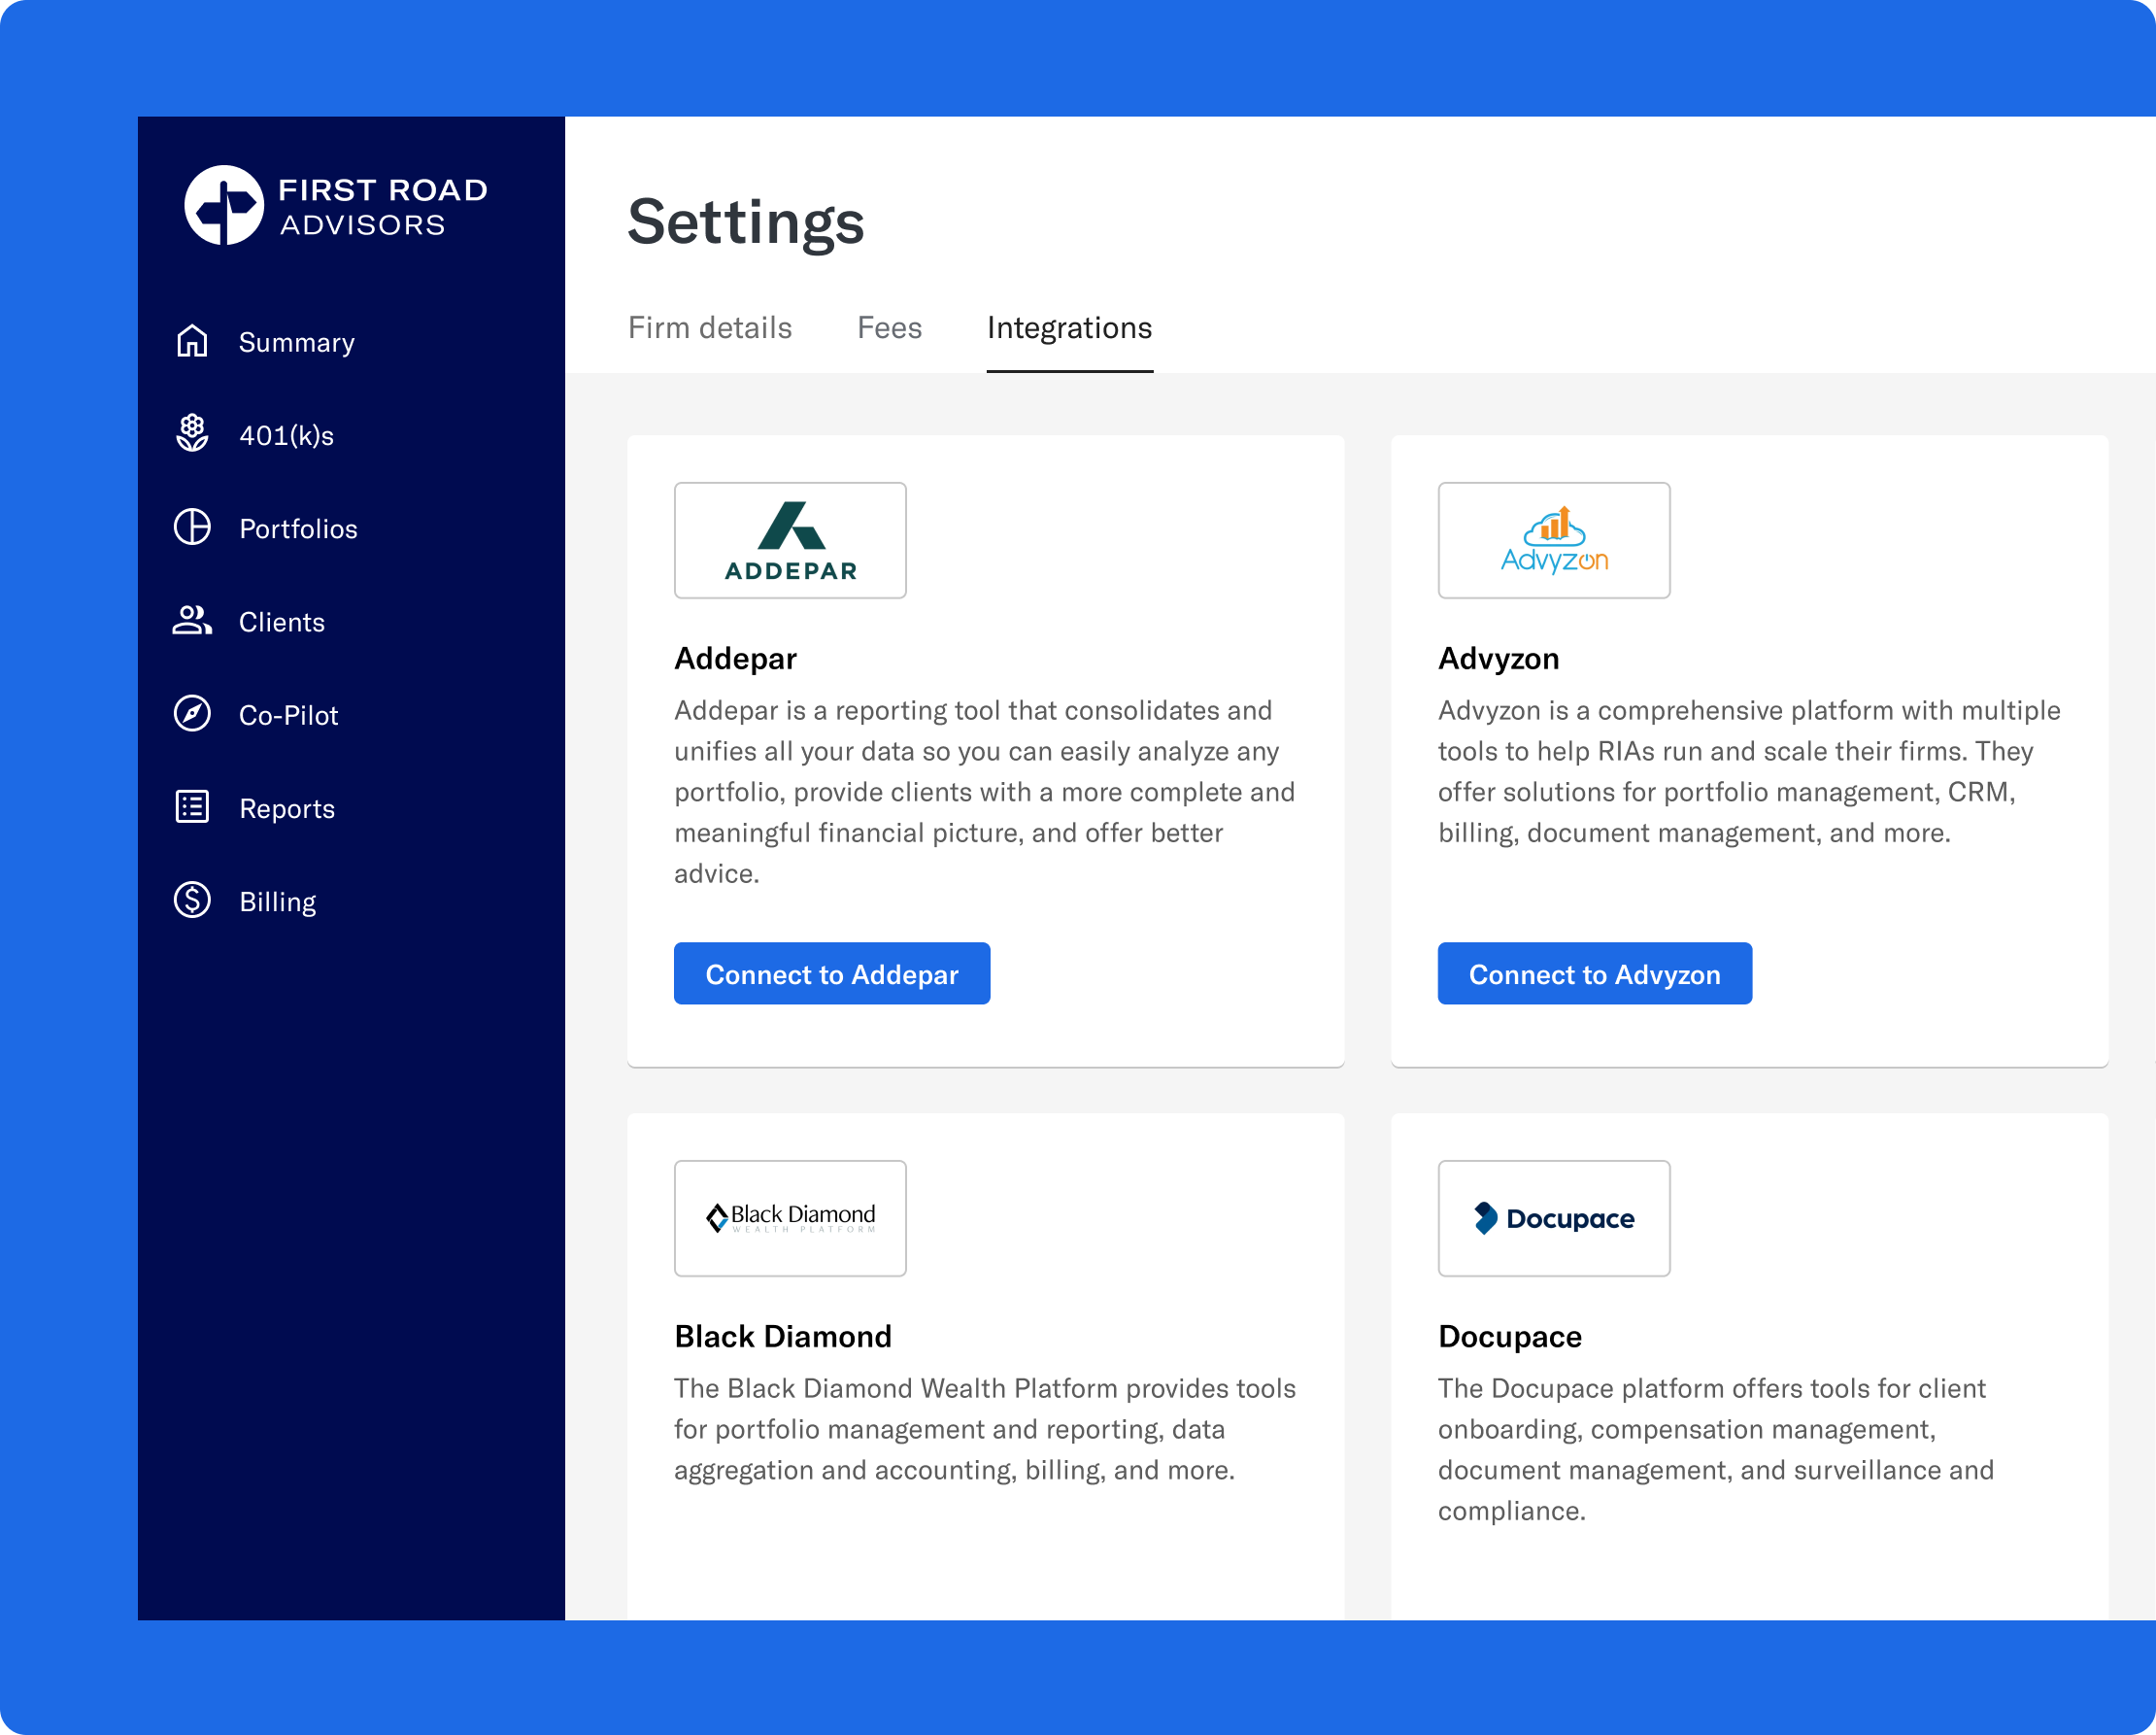 FIRST ROAD
ADVISORS
Summary
401(k)s
Portfolios
Clients
Co-Pilot
Reports
Billing
Settings
Firm details
Fees
Integrations
ADDEPAR
Addepar
Addepar is a reporting tool that consolidates and
unifies all your data so you can easily analyze any
portfolio, provide clients with a more complete and
meaningful financial picture, and offer better
advice.
Connect to Addepar
Advyzon
Advyzon
Advyzon is a comprehensive platform with multiple
tools to help RIAs run and scale their firms. They
offer solutions for portfolio management, CRM,
billing, document management, and more.
Connect to Advyzon
Black Diamond
WEALTH PLATFORM
Black Diamond
The Black Diamond Wealth Platform provides tools
for portfolio management and reporting, data
aggregation and accounting, billing, and more.
Docupace
Docupace
The Docupace platform offers tools for client
onboarding, compensation management,
document management, and surveillance and
compliance.